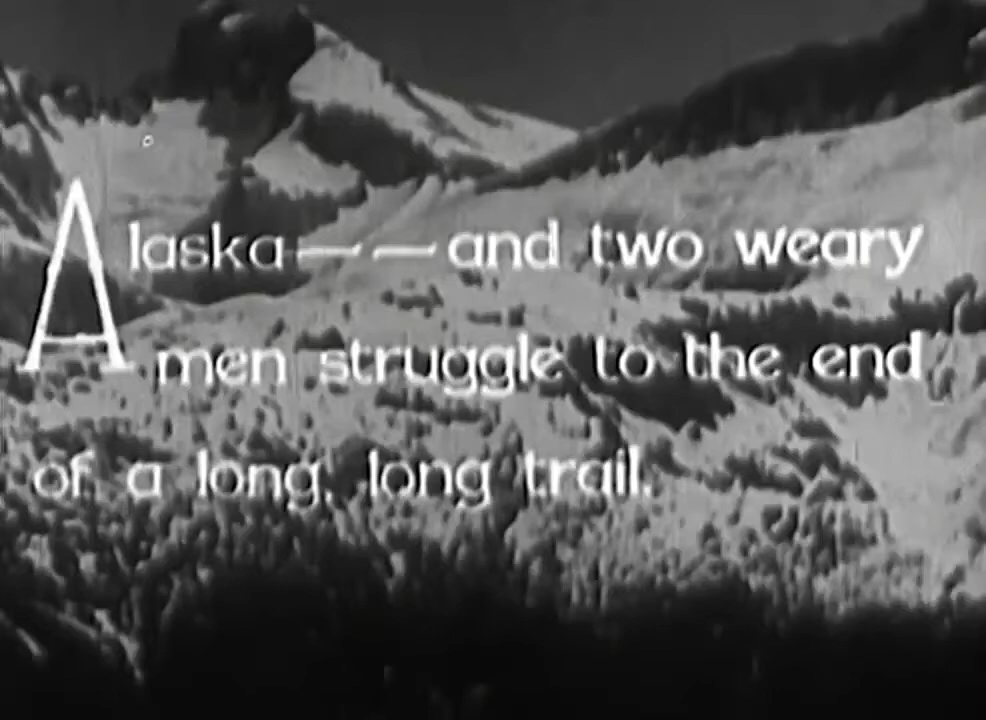 Alaska — — and two weary
men struggle to the end
of a long, long trail.